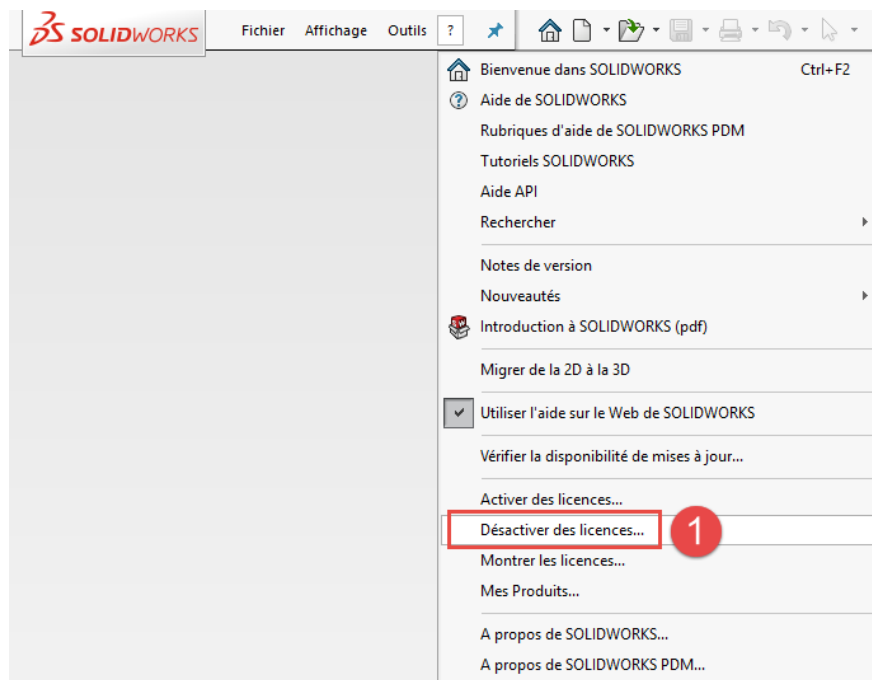 SOLIDWORKS Fichier Affichage Outils ?
Bienvenue dans SOLIDWORKS Ctrl+F2
Aide de SOLIDWORKS
Rubriques d'aide de SOLIDWORKS PDM
Tutoriels SOLIDWORKS
Aide API
Rechercher
Notes de version
Nouveautés
Introduction à SOLIDWORKS (pdf)
Migrer de la 2D à la 3D
Utiliser l'aide sur le Web de SOLIDWORKS
Vérifier la disponibilité de mises à jour...
Activer des licences...
Désactiver des licences... 1
Montrer les licences...
Mes Produits...
A propos de SOLIDWORKS...
A propos de SOLIDWORKS PDM...